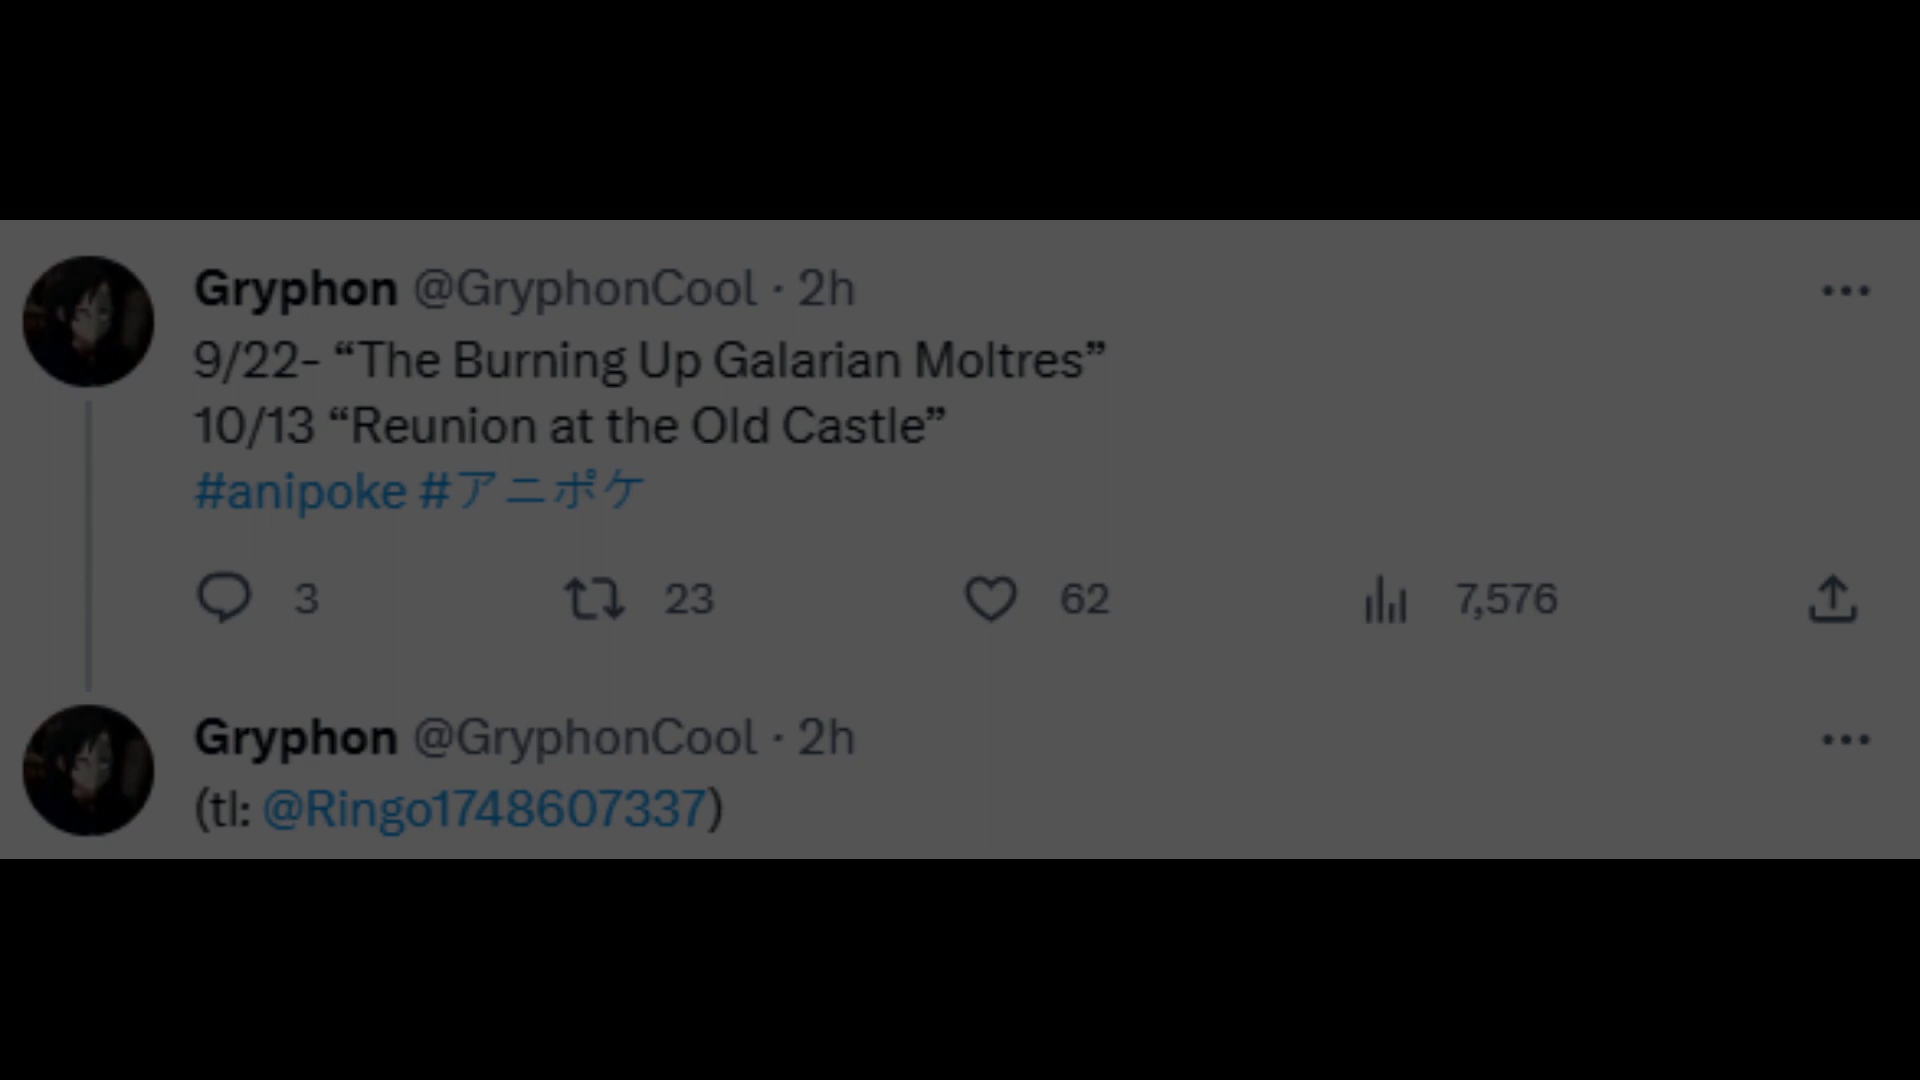 Gryphon @GryphonCool · 2h
9/22- “The Burning Up Galarian Moltres”
10/13 “Reunion at the Old Castle”
#anipoke #アニポケ
3 23 62 7,576
Gryphon @GryphonCool · 2h
(tl: @Ringo1748607337)